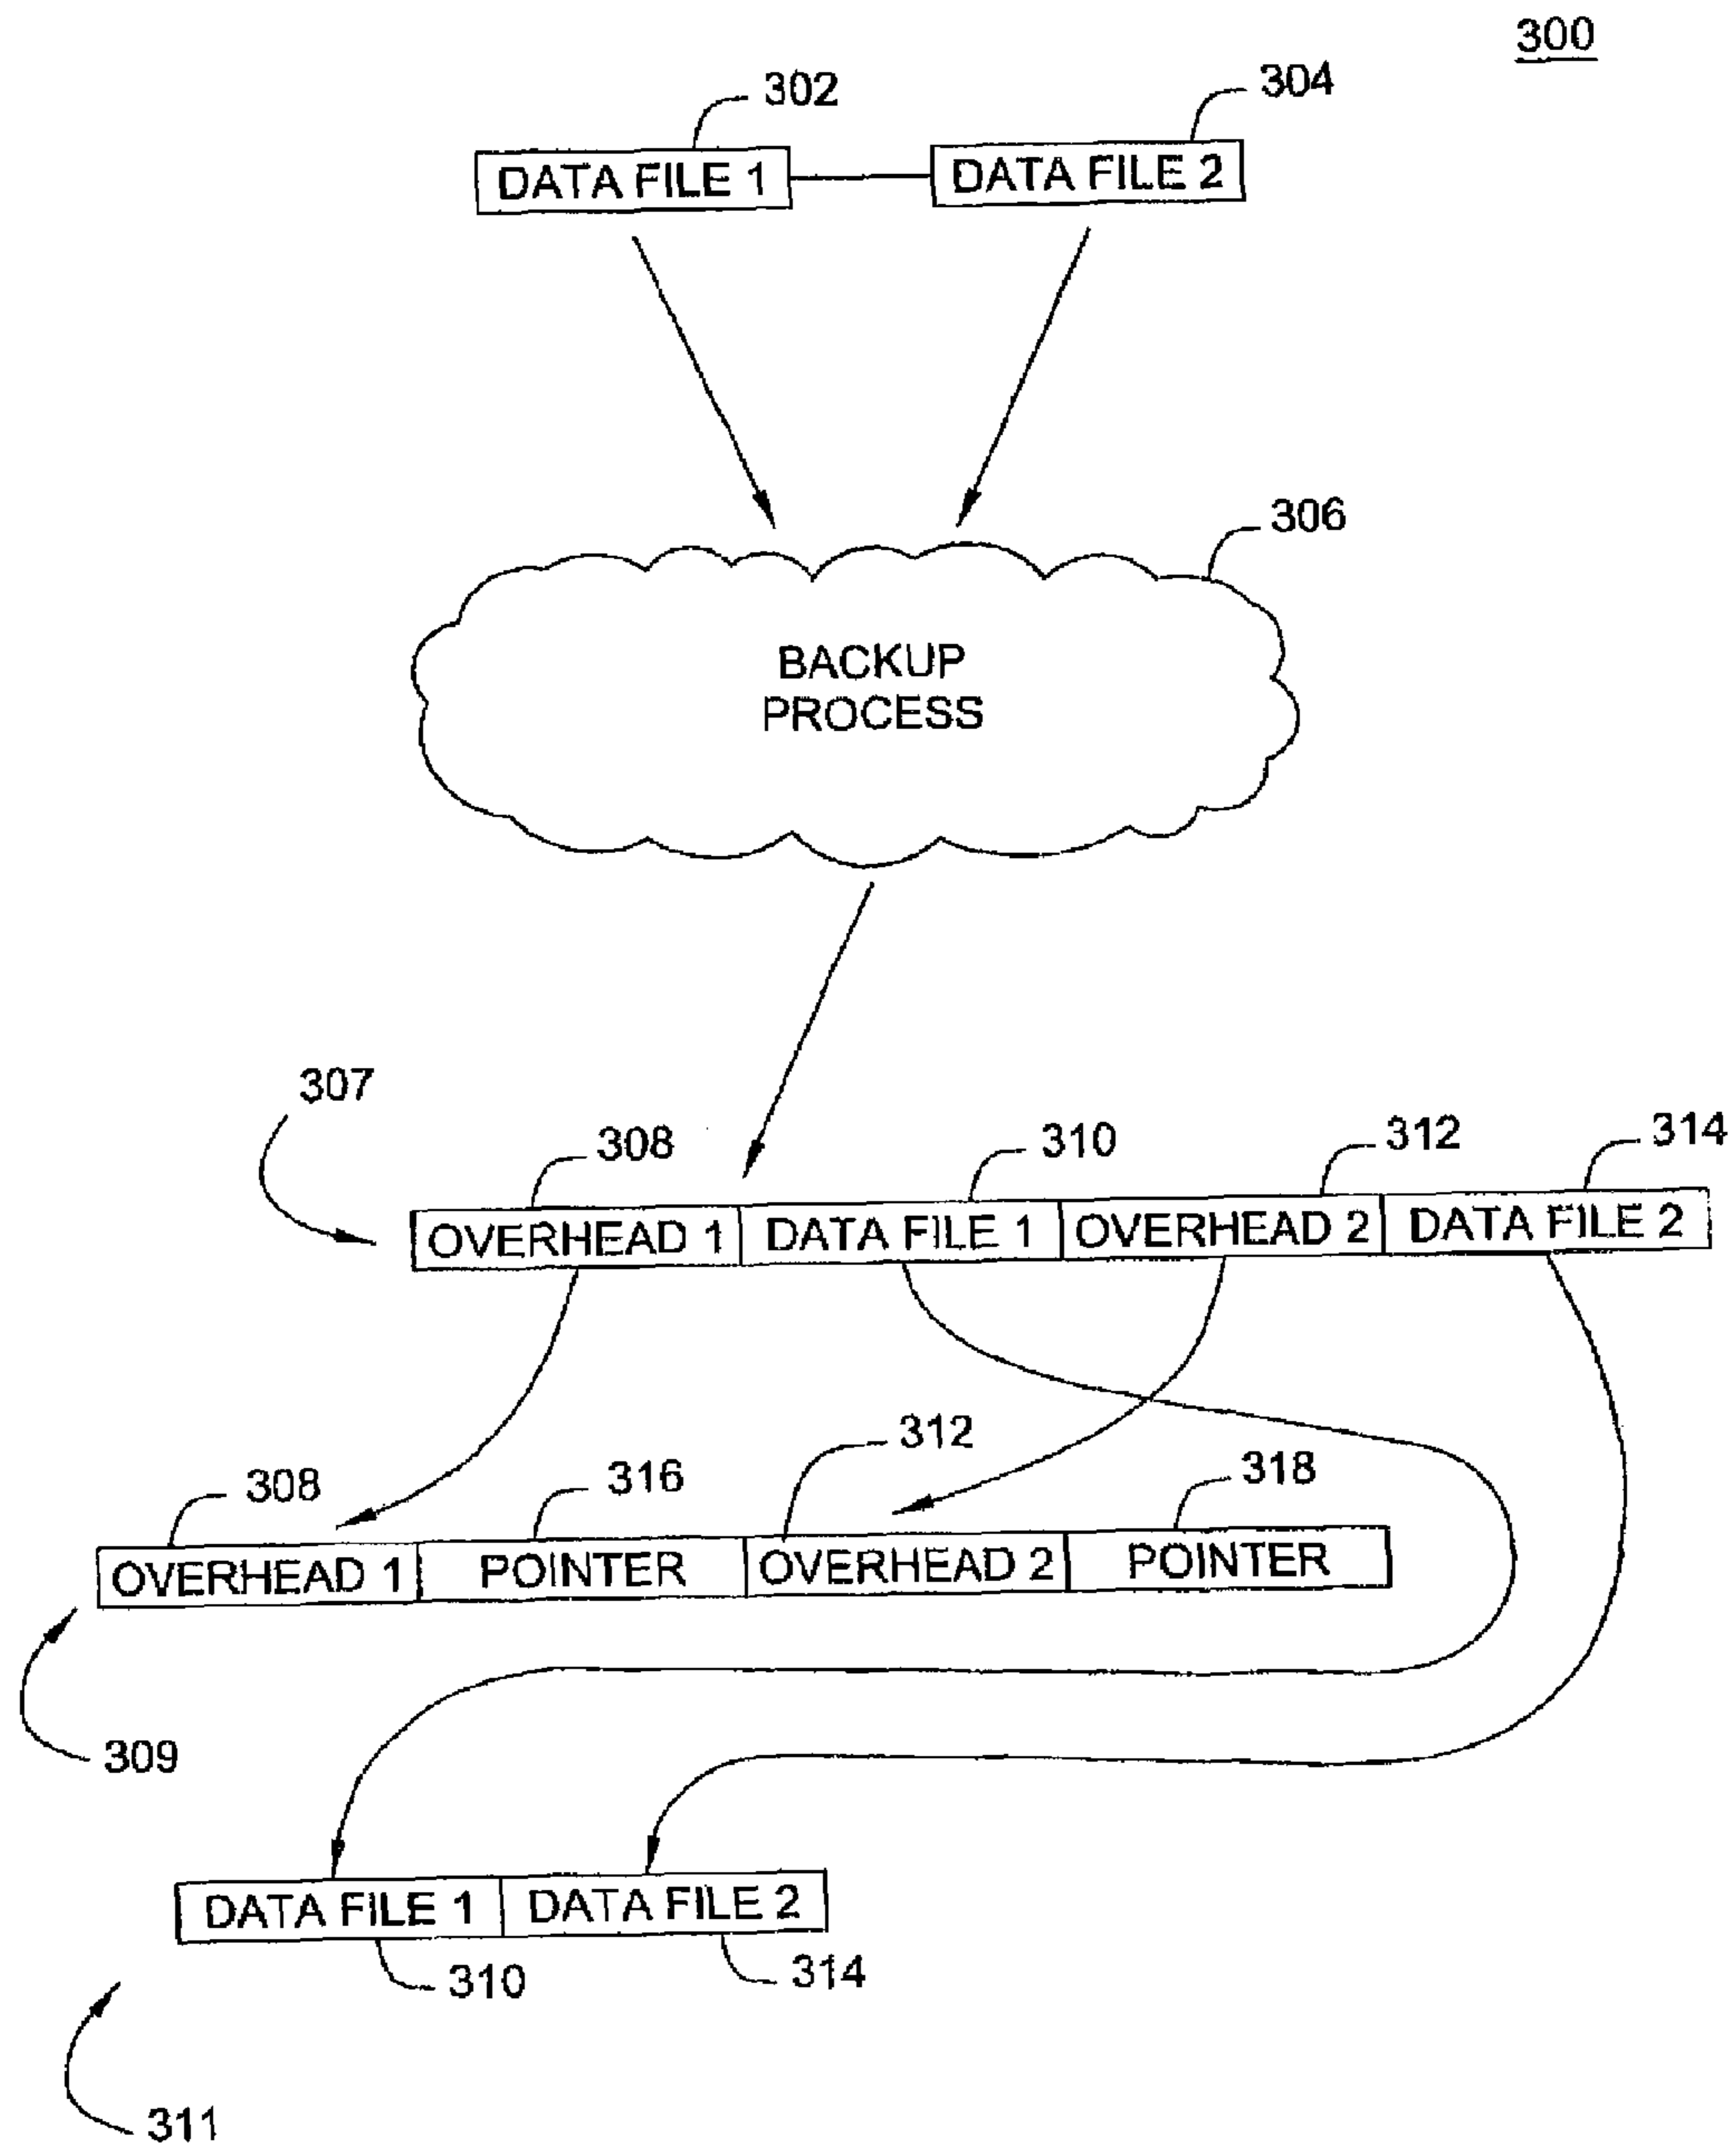 300
302
304
DATA FILE 1
DATA FILE 2
306
BACKUP
PROCESS
307
308
310
312
314
OVERHEAD 1
DATA FILE 1
OVERHEAD 2
DATA FILE 2
308
316
312
318
OVERHEAD 1
POINTER
OVERHEAD 2
POINTER
309
DATA FILE 1
DATA FILE 2
310
314
311